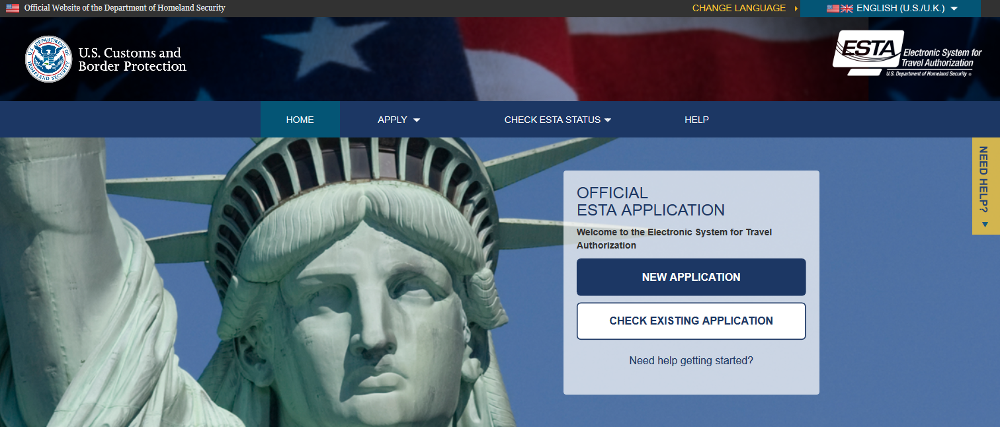 Official Website of the Department of Homeland Security
CHANGE LANGUAGE
ENGLISH (U.S./U.K.)
U.S. Customs and
Border Protection
ESTA
Electronic System for
Travel Authorization
U.S. Department of Homeland Security
HOME
APPLY
CHECK ESTA STATUS
HELP
NEED HELP?
OFFICIAL
ESTA APPLICATION
Welcome to the Electronic System for Travel
Authorization
NEW APPLICATION
CHECK EXISTING APPLICATION
Need help getting started?